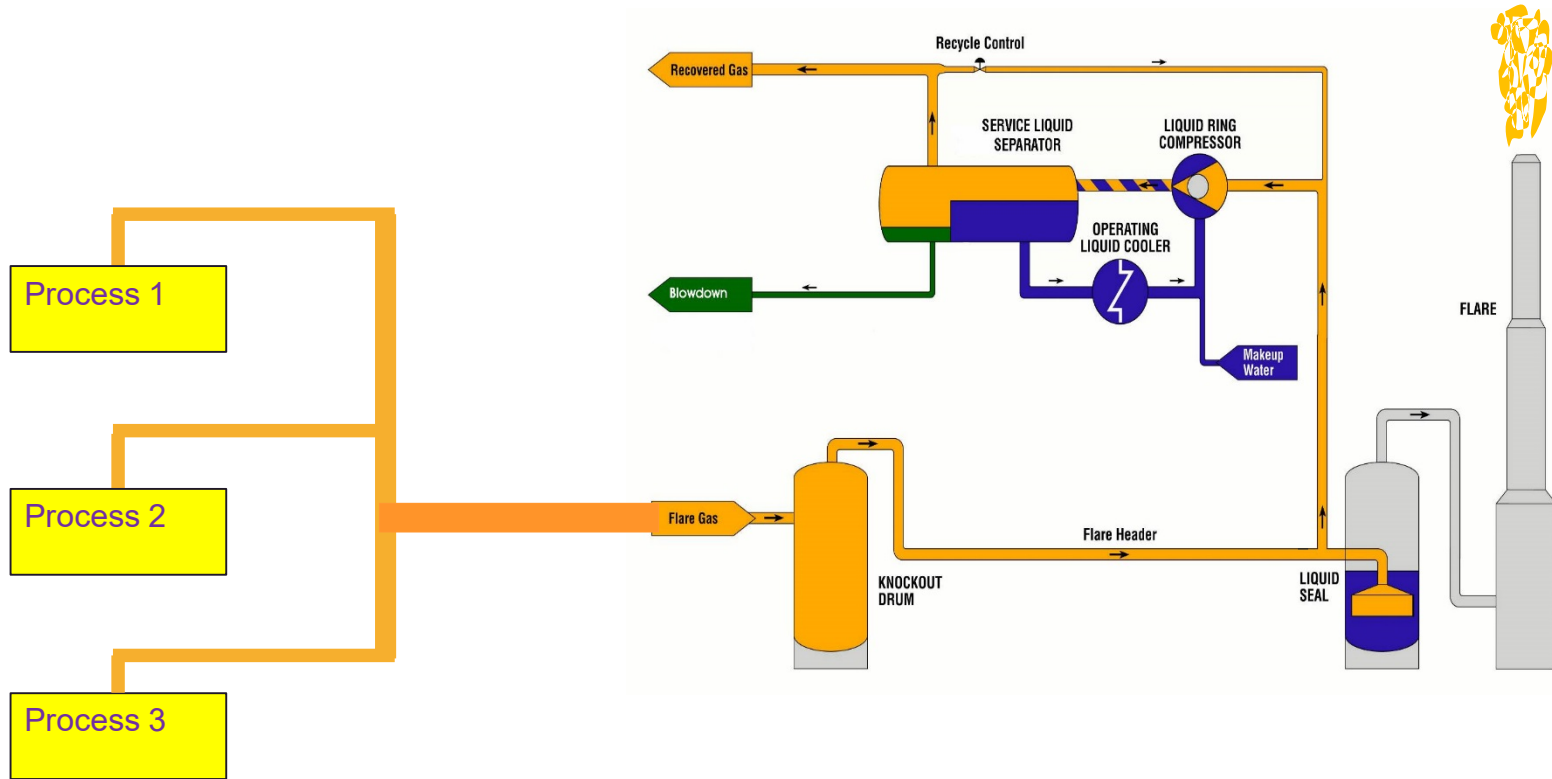 Process 1
Process 2
Process 3
Recycle Control
Recovered Gas
SERVICE LIQUID
SEPARATOR
LIQUID RING
COMPRESSOR
OPERATING
LIQUID COOLER
Blowdown
Makeup
Water
FLARE
Flare Gas
Flare Header
KNOCKOUT
DRUM
LIQUID
SEAL